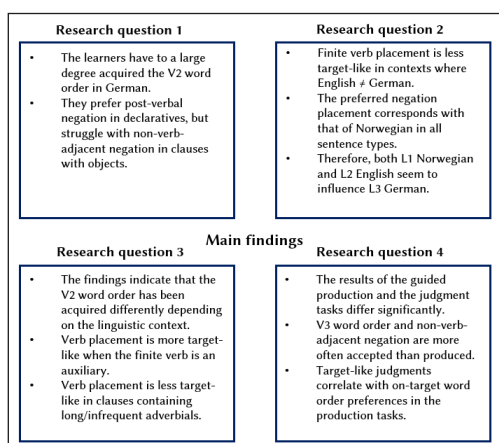 Research question 1
• The learners have to a large
degree acquired the V2 word
order in German.
• They prefer post-verbal
negation in declaratives, but
struggle with non-verb-
adjacent negation in clauses
with objects.
Research question 2
• Finite verb placement is less
target-like in contexts where
English ≠ German.
• The preferred negation
placement corresponds with
that of Norwegian in all
sentence types.
• Therefore, both L1 Norwegian
and L2 English seem to
influence L3 German.
Main findings
Research question 3
• The findings indicate that the
V2 word order has been
acquired differently depending
on the linguistic context.
• Verb placement is more target-
like when the finite verb is an
auxiliary.
• Verb placement is less target-
like in clauses containing
long/infrequent adverbials.
Research question 4
• The results of the guided
production and the judgment
tasks differ significantly.
• V3 word order and non-verb-
adjacent negation are more
often accepted than produced.
• Target-like judgments
correlate with on-target word
order preferences in the
production tasks.